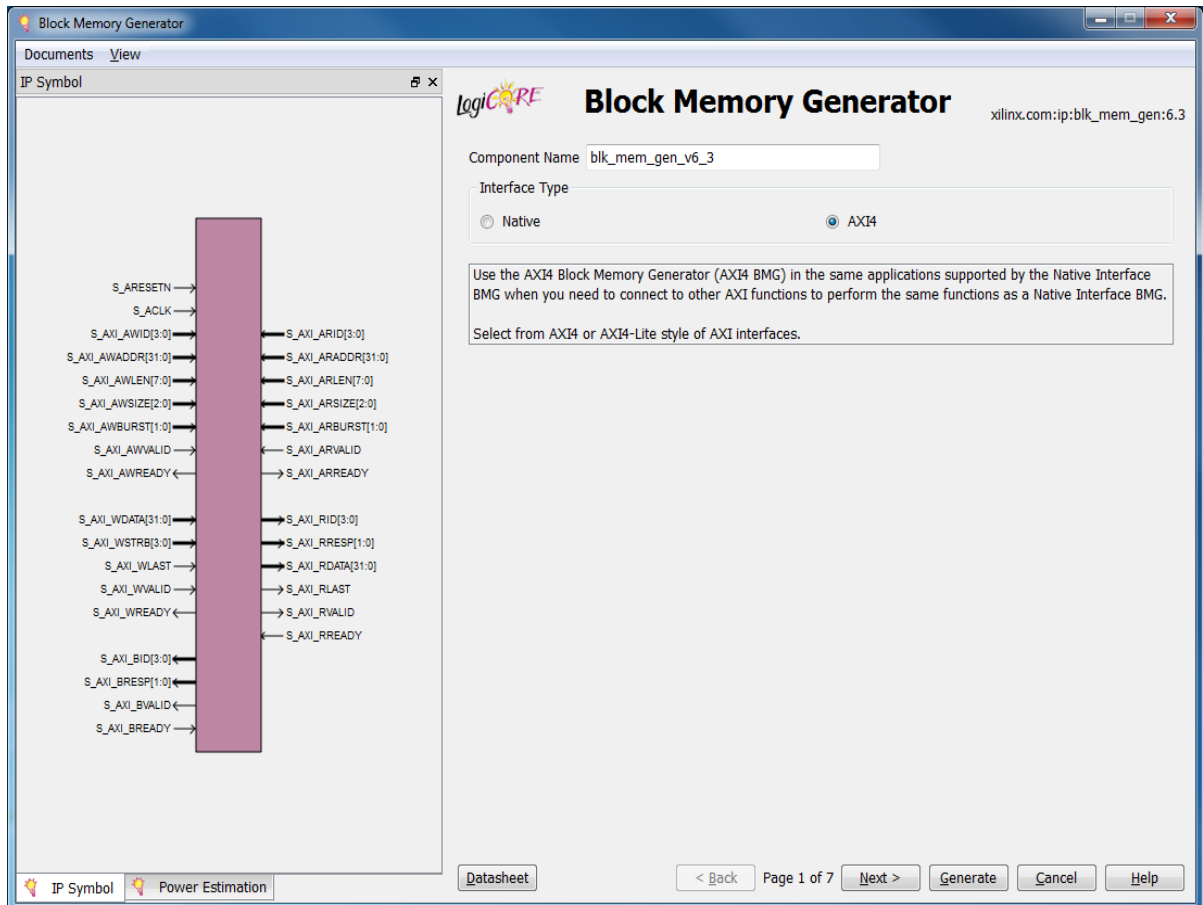 Block Memory Generator
Documents View
IP Symbol
S_ARESETN
S_ACLK
S_AXI_AWID[3:0]
S_AXI_AWADDR[31:0]
S_AXI_AWLEN[7:0]
S_AXI_AWSIZE[2:0]
S_AXI_AWBURST[1:0]
S_AXI_AWVALID
S_AXI_AWREADY
S_AXI_WDATA[31:0]
S_AXI_WSTRB[3:0]
S_AXI_WLAST
S_AXI_WVALID
S_AXI_WREADY
S_AXI_BID[3:0]
S_AXI_BRESP[1:0]
S_AXI_BVALID
S_AXI_BREADY
S_AXI_ARID[3:0]
S_AXI_ARADDR[31:0]
S_AXI_ARLEN[7:0]
S_AXI_ARSIZE[2:0]
S_AXI_ARBURST[1:0]
S_AXI_ARVALID
S_AXI_ARREADY
S_AXI_RID[3:0]
S_AXI_RRESP[1:0]
S_AXI_RDATA[31:0]
S_AXI_RLAST
S_AXI_RVALID
S_AXI_RREADY
IP Symbol Power Estimation
LogiCORE Block Memory Generator xilinx.com:ip:blk_mem_gen:6.3
Component Name blk_mem_gen_v6_3
Interface Type
Native AXI4
Use the AXI4 Block Memory Generator (AXI4 BMG) in the same applications supported by the Native Interface
BMG when you need to connect to other AXI functions to perform the same functions as a Native Interface BMG.
Select from AXI4 or AXI4-Lite style of AXI interfaces.
Datasheet < Back Page 1 of 7 Next > Generate Cancel Help